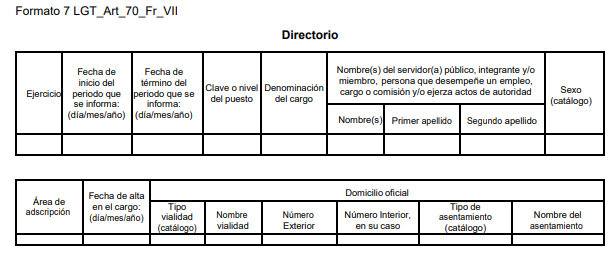 Formato 7 LGT_Art_70_Fr_VII
Directorio
Ejercicio
Fecha de
inicio del
periodo que
se informa:
(día/mes/año)
Fecha de
término del
periodo que se
informa:
(día/mes/año)
Clave o nivel
del puesto
Denominación
del cargo
Nombre(s) del servidor(a) público, integrante y/o
miembro, persona que desempeñe un empleo,
cargo o comisión y/o ejerza actos de autoridad
Nombre(s)
Primer apellido
Segundo apellido
Sexo
(catálogo)
Área de
adscripción
Fecha de alta
en el cargo:
(día/mes/año)
Domicilio oficial
Tipo
vialidad
(catálogo)
Nombre
vialidad
Número
Exterior
Número Interior,
en su caso
Tipo de
asentamiento
(catálogo)
Nombre del
asentamiento